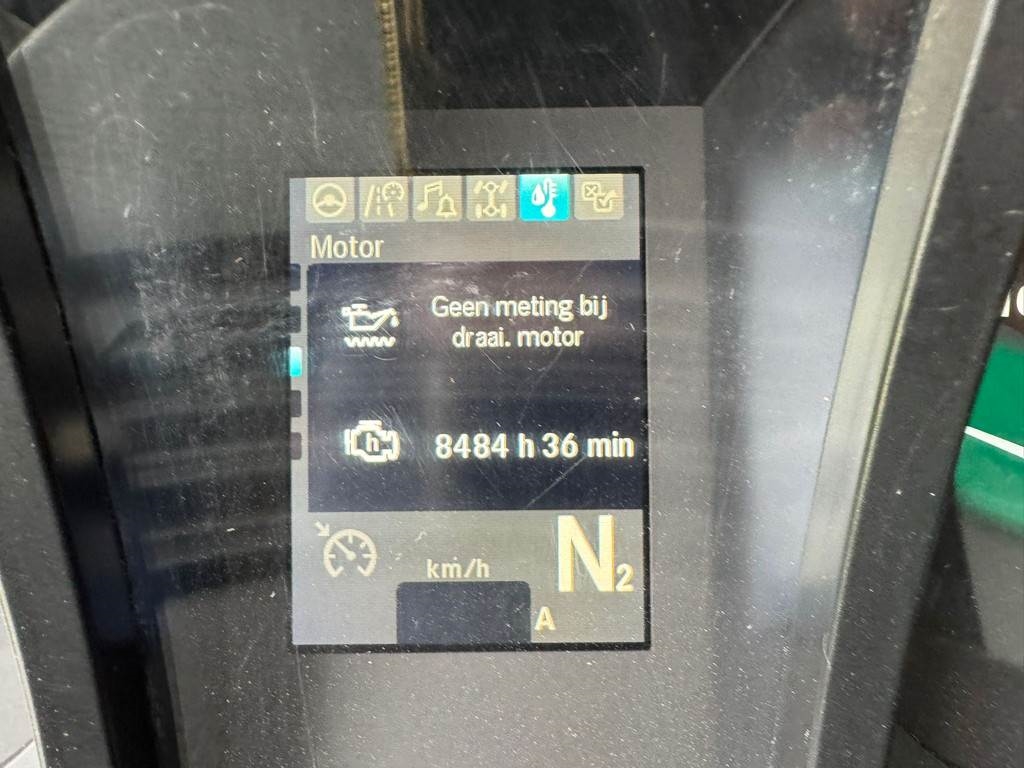 Motor
Geen meting bij
draai. motor
h
8484 h 36 min
km/h
N2
A